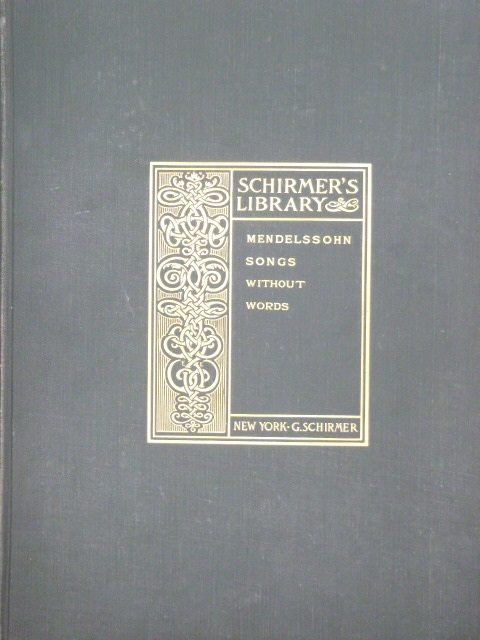 SCHIRMER'S
LIBRARY
MENDELSSOHN
SONGS
WITHOUT
WORDS
NEW YORK-G.SCHIRMER